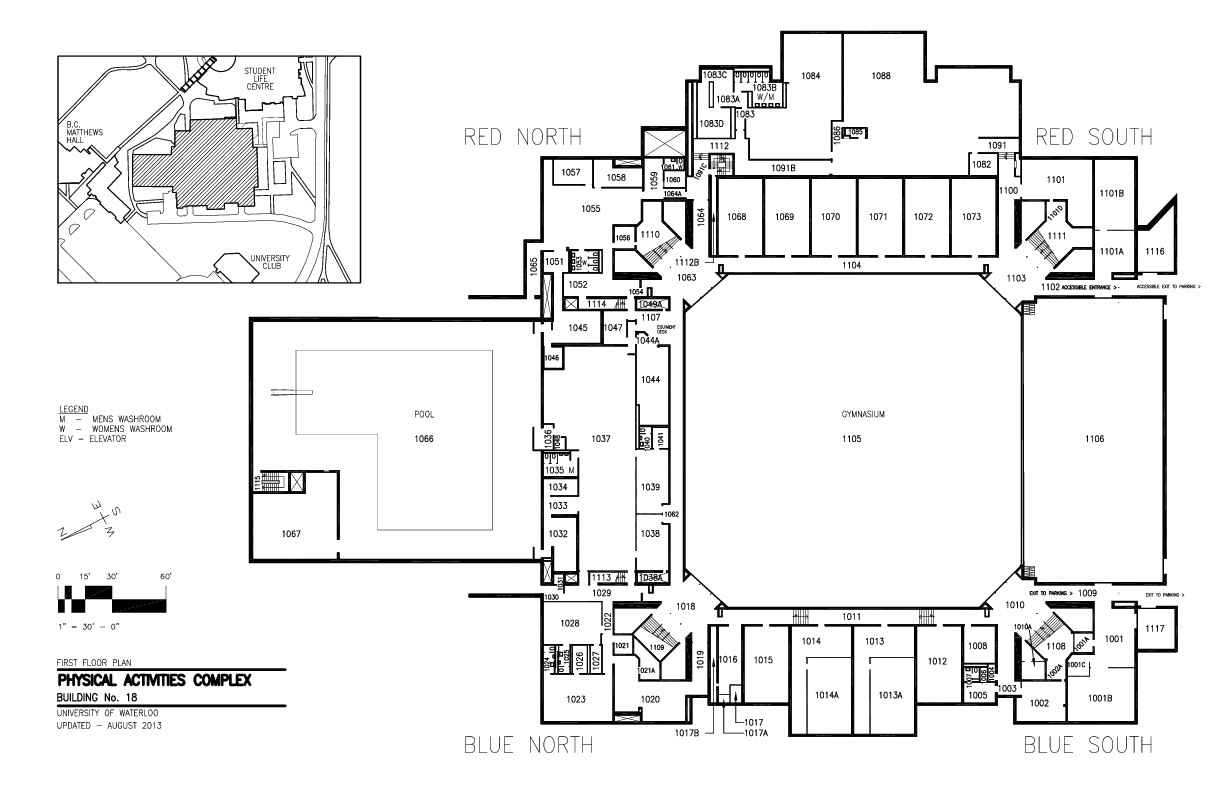 STUDENT
LIFE
CENTRE
B.C.
MATTHEWS
HALL
UNIVERSITY
CLUB
RED NORTH
RED SOUTH
1083C
1083B
W/M
1083A
1083
1083D
1084
1088
1086
1085
1112
1091C
1091B
1091
1082
1100
1057
1058
1059
1061
W
1060
1064A
1055
1056
1110
1064
1068
1069
1070
1071
1072
1073
1101
1101B
1101D
1111
1101A
1116
1065
1051
1053
W
1052
1054
1112B
1063
1104
1103
1102
ACCESSIBLE ENTRANCE >
ACCESSIBLE EXIT TO PARKING >
1114
1049A
1107
1045
1047
EQUIMENT
DESK
1044A
1046
1044
POOL
1066
GYMNASIUM
1105
1106
1036
1048
1037
1040
1041
1035 M
1034
1033
1039
1062
1032
1038
1115
1067
1031
1113
1038A
1030
1029
1018
1011
1010
EXIT TO PARKING >
1009
EXIT TO PARKING >
1028
1022
1021
1109
1021A
1024
1025
1026
1027
1023
1020
1019
1016
1015
1014
1014A
1013
1013A
1012
1008
1007
1006
1004
1005
1003
1010A
1108
1001A
1001C
1002A
1001
1002
1001B
1117
1017
1017A
1017B
BLUE NORTH
BLUE SOUTH
LEGEND
M – MENS WASHROOM
W – WOMENS WASHROOM
ELV – ELEVATOR
N
E
S
W
0 15' 30' 60'
1" = 30' – 0"
FIRST FLOOR PLAN
PHYSICAL ACTIVITIES COMPLEX
BUILDING No. 18
UNIVERSITY OF WATERLOO
UPDATED – AUGUST 2013